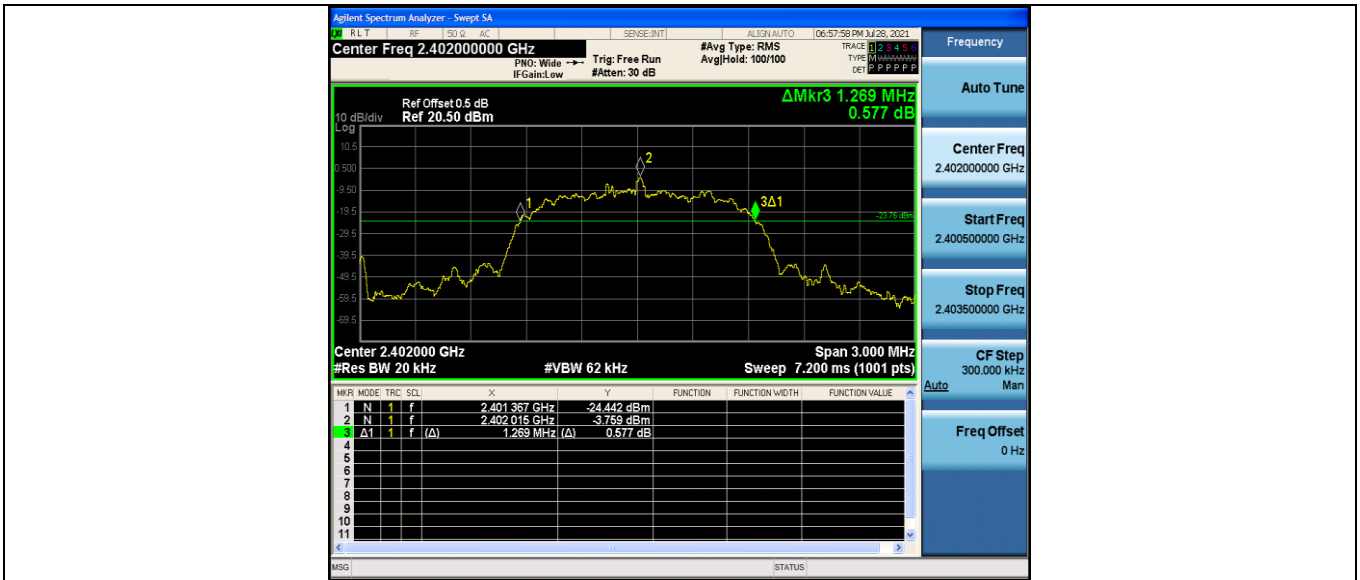 Agilent Spectrum Analyzer - Swept SA
RLT RF 50 Ω AC SENSE:INT ALIGN AUTO 06:57:58 PM Jul 28, 2021
Center Freq 2.402000000 GHz #Avg Type: RMS TRACE 1 2 3 4 5 6
PNO: Wide Trig: Free Run Avg|Hold: 100/100 TYPE M
IFGain:Low #Atten: 30 dB DET P P P P P P
Frequency
Auto Tune
Center Freq
2.402000000 GHz
Start Freq
2.400500000 GHz
Stop Freq
2.403500000 GHz
CF Step
300.000 kHz
Auto Man
Freq Offset
0 Hz
ΔMkr3 1.269 MHz
0.577 dB
Ref Offset 0.5 dB
10 dB/div Ref 20.50 dBm
Log
10.5
0.500
-9.50
-19.5
-29.5
-39.5
-49.5
-59.5
-69.5
1
2
3Δ1
-23.76 dBm
Center 2.402000 GHz Span 3.000 MHz
#Res BW 20 kHz #VBW 62 kHz Sweep 7.200 ms (1001 pts)
MKR MODE TRC SCL X Y FUNCTION FUNCTION WIDTH FUNCTION VALUE
1 N 1 f 2.401 367 GHz -24.442 dBm
2 N 1 f 2.402 015 GHz -3.759 dBm
3 Δ1 1 f (Δ) 1.269 MHz (Δ) 0.577 dB
4
5
6
7
8
9
10
11
MSG STATUS